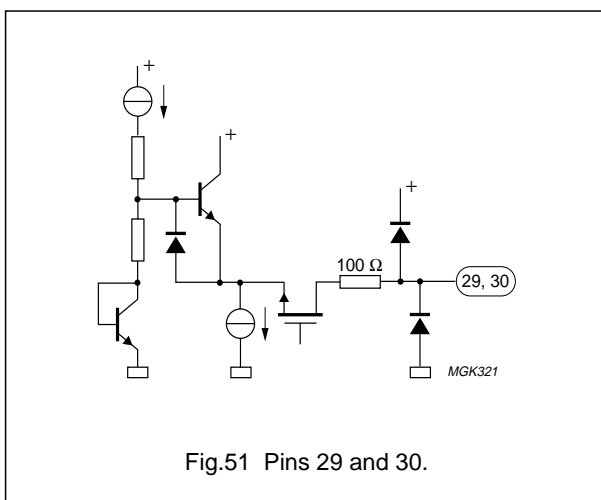 +
+
+
100 Ω
29, 30
MGK321
Fig.51 Pins 29 and 30.